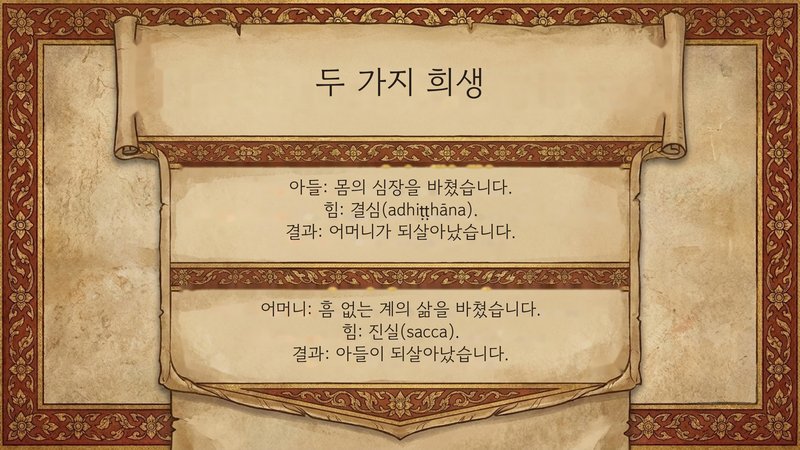 두 가지 희생
아들: 몸의 심장을 바쳤습니다.
힘: 결심(adhiṭṭhāna).
결과: 어머니가 되살아났습니다.
어머니: 흠 없는 계의 삶을 바쳤습니다.
힘: 진실(sacca).
결과: 아들이 되살아났습니다.